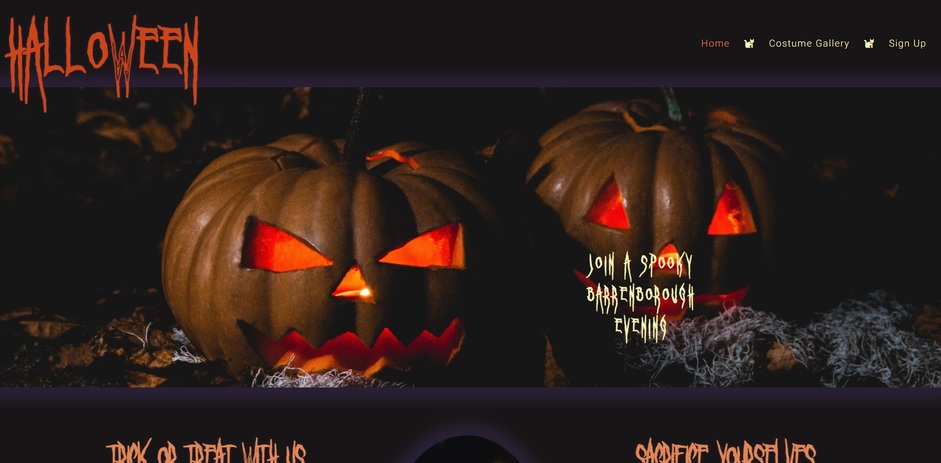 HALLOWEEN
Home
Costume Gallery
Sign Up
JOIN A SPOOKY
BARRENBOROUGH
EVENING
TRICK OR TREAT WITH US
SACRIFICE YOURSELVES